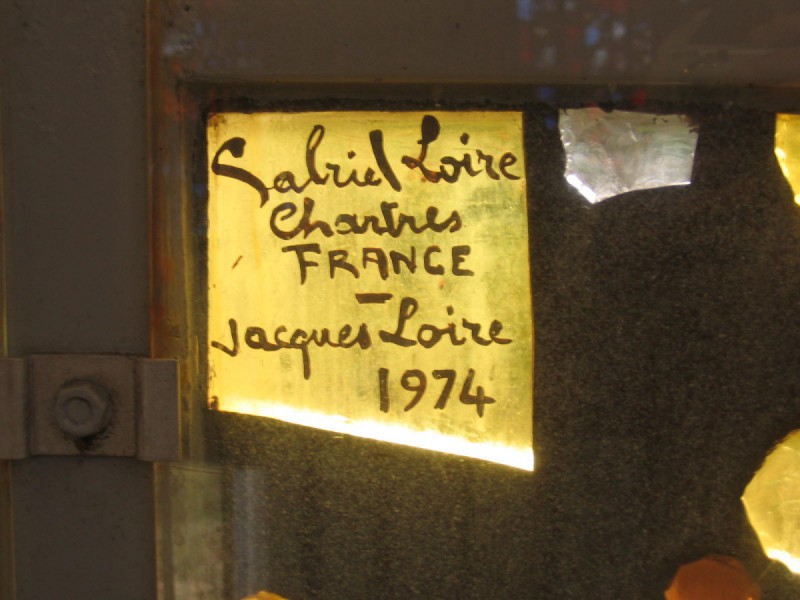 Gabriel Loire
Chartres
FRANCE
-
Jacques Loire
1974